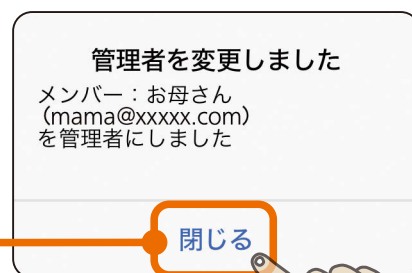 管理者を変更しました
メンバー：お母さん
（mama@xxxxx.com）
を管理者にしました
閉じる